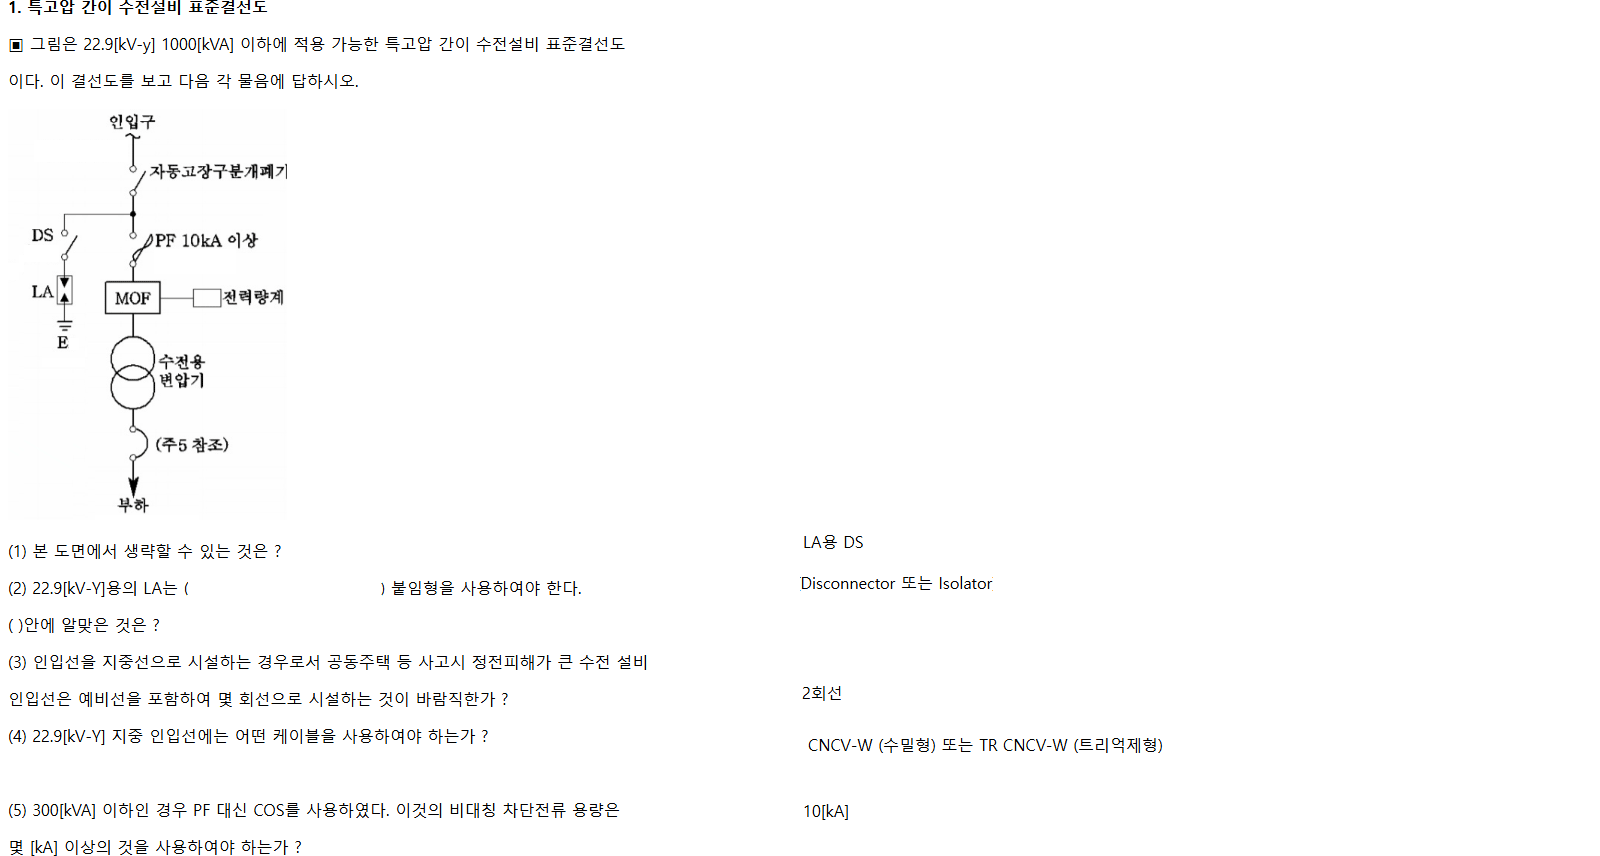 1. 특고압 간이 수전설비 표준결선도
▣ 그림은 22.9[kV-y] 1000[kVA] 이하에 적용 가능한 특고압 간이 수전설비 표준결선도
이다. 이 결선도를 보고 다음 각 물음에 답하시오.
인입구
자동고장구분개폐기
DS
PF 10kA 이상
LA
MOF
전력량계
E
수전용
변압기
(주5 참조)
부하
(1) 본 도면에서 생략할 수 있는 것은 ?
LA용 DS
(2) 22.9[kV-Y]용의 LA는 ( ) 붙임형을 사용하여야 한다.
Disconnector 또는 Isolator
( )안에 알맞은 것은 ?
(3) 인입선을 지중선으로 시설하는 경우로서 공동주택 등 사고시 정전피해가 큰 수전 설비
인입선은 예비선을 포함하여 몇 회선으로 시설하는 것이 바람직한가 ?
2회선
(4) 22.9[kV-Y] 지중 인입선에는 어떤 케이블을 사용하여야 하는가 ?
CNCV-W (수밀형) 또는 TR CNCV-W (트리억제형)
(5) 300[kVA] 이하인 경우 PF 대신 COS를 사용하였다. 이것의 비대칭 차단전류 용량은
10[kA]
몇 [kA] 이상의 것을 사용하여야 하는가 ?